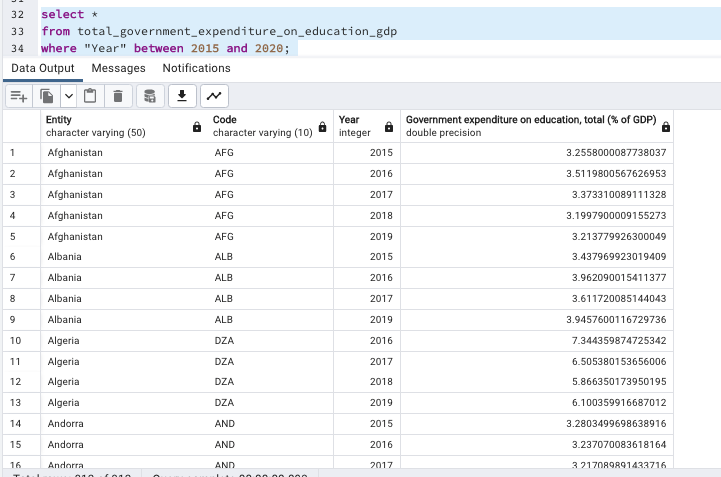 32 select *
33 from total_government_expenditure_on_education_gdp
34 where "Year" between 2015 and 2020;
Data Output Messages Notifications
Entity Code Year Government expenditure on education, total (% of GDP)
character varying (50) character varying (10) integer double precision
1 Afghanistan AFG 2015 3.2558000087738037
2 Afghanistan AFG 2016 3.5119800567626953
3 Afghanistan AFG 2017 3.373310089111328
4 Afghanistan AFG 2018 3.1997900009155273
5 Afghanistan AFG 2019 3.213779926300049
6 Albania ALB 2015 3.437969923019409
7 Albania ALB 2016 3.962090015411377
8 Albania ALB 2017 3.611720085144043
9 Albania ALB 2019 3.9457600116729736
10 Algeria DZA 2016 7.344359874725342
11 Algeria DZA 2017 6.505380153656006
12 Algeria DZA 2018 5.866350173950195
13 Algeria DZA 2019 6.100359916687012
14 Andorra AND 2015 3.2803499698638916
15 Andorra AND 2016 3.237070083618164
16 Andorra AND 2017 3.217089891433716